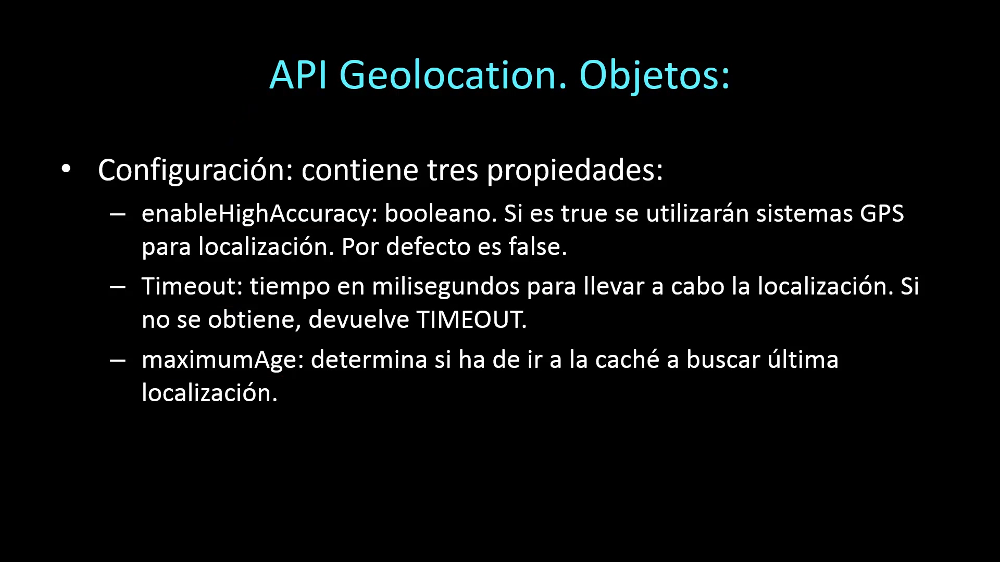 API Geolocation. Objetos:
• Configuración: contiene tres propiedades:
– enableHighAccuracy: booleano. Si es true se utilizarán sistemas GPS
para localización. Por defecto es false.
– Timeout: tiempo en milisegundos para llevar a cabo la localización. Si
no se obtiene, devuelve TIMEOUT.
– maximumAge: determina si ha de ir a la caché a buscar última
localización.